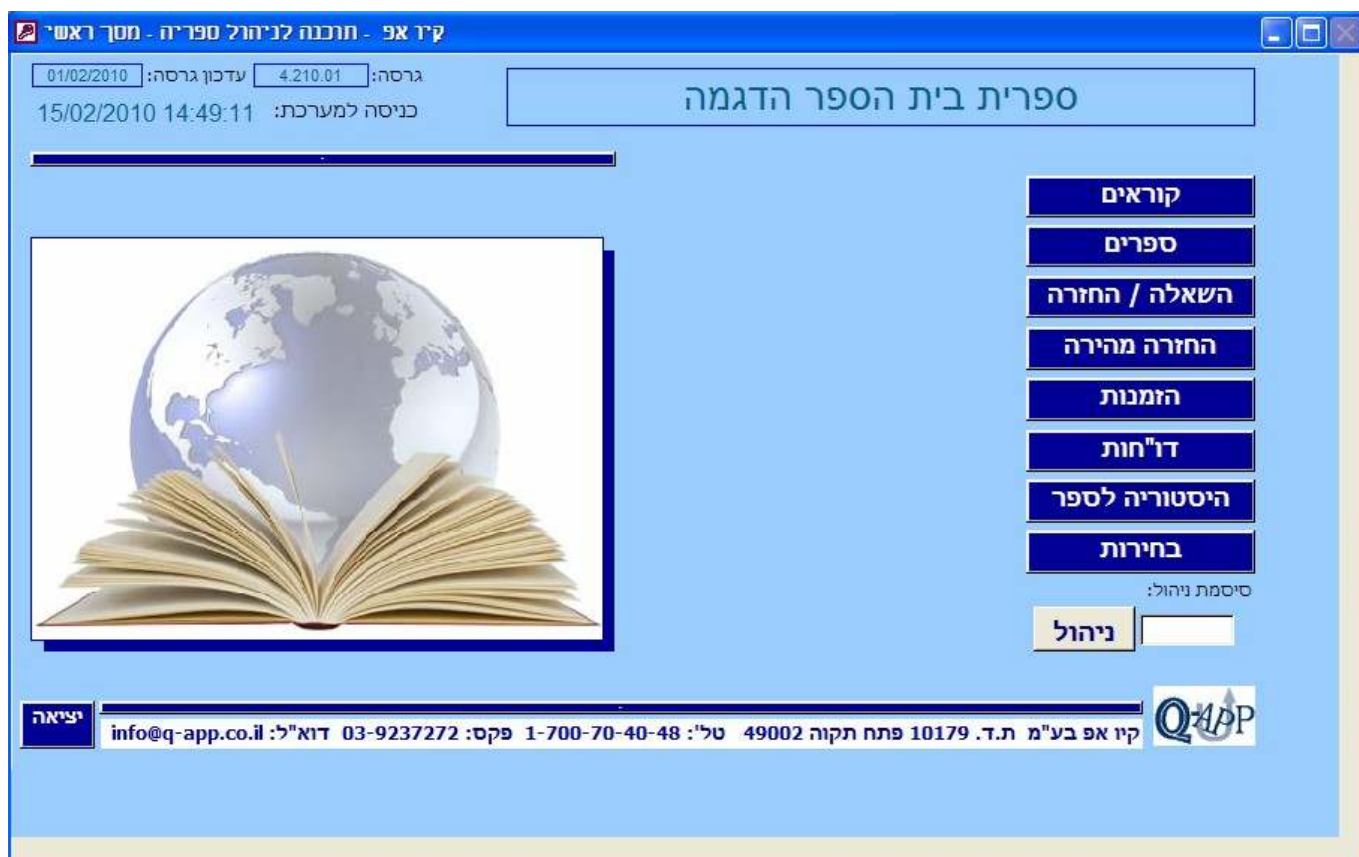 קיו אפ - תוכנה לניהול ספריה - מסך ראשי
ספרית בית הספר הדגמה
גרסה: 4.210.01 עדכון גרסה: 01/02/2010
כניסה למערכת: 15/02/2010 14:49:11
קוראים
ספרים
השאלה / החזרה
החזרה מהירה
הזמנות
דו"חות
היסטוריה לספר
בחירות
סיסמת ניהול:
ניהול
Q-APP
קיו אפ בע"מ ת.ד. 10179 פתח תקוה 49002 טל': 1-700-70-40-48 פקס: 03-9237272 דוא"ל: info@q-app.co.il
יציאה